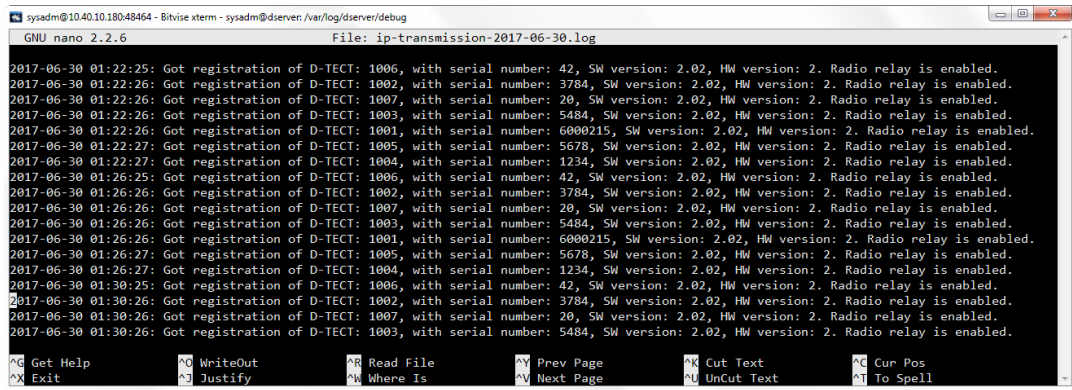 sysadm@10.40.10.180:48464 - Bitvise xterm - sysadm@dserver: /var/log/dserver/debug
GNU nano 2.2.6 File: ip-transmission-2017-06-30.log
2017-06-30 01:22:25: Got registration of D-TECT: 1006, with serial number: 42, SW version: 2.02, HW version: 2. Radio relay is enabled.
2017-06-30 01:22:26: Got registration of D-TECT: 1002, with serial number: 3784, SW version: 2.02, HW version: 2. Radio relay is enabled.
2017-06-30 01:22:26: Got registration of D-TECT: 1007, with serial number: 20, SW version: 2.02, HW version: 2. Radio relay is enabled.
2017-06-30 01:22:26: Got registration of D-TECT: 1003, with serial number: 5484, SW version: 2.02, HW version: 2. Radio relay is enabled.
2017-06-30 01:22:26: Got registration of D-TECT: 1001, with serial number: 6000215, SW version: 2.02, HW version: 2. Radio relay is enabled.
2017-06-30 01:22:27: Got registration of D-TECT: 1005, with serial number: 5678, SW version: 2.02, HW version: 2. Radio relay is enabled.
2017-06-30 01:22:27: Got registration of D-TECT: 1004, with serial number: 1234, SW version: 2.02, HW version: 2. Radio relay is enabled.
2017-06-30 01:26:25: Got registration of D-TECT: 1006, with serial number: 42, SW version: 2.02, HW version: 2. Radio relay is enabled.
2017-06-30 01:26:26: Got registration of D-TECT: 1002, with serial number: 3784, SW version: 2.02, HW version: 2. Radio relay is enabled.
2017-06-30 01:26:26: Got registration of D-TECT: 1007, with serial number: 20, SW version: 2.02, HW version: 2. Radio relay is enabled.
2017-06-30 01:26:26: Got registration of D-TECT: 1003, with serial number: 5484, SW version: 2.02, HW version: 2. Radio relay is enabled.
2017-06-30 01:26:26: Got registration of D-TECT: 1001, with serial number: 6000215, SW version: 2.02, HW version: 2. Radio relay is enabled.
2017-06-30 01:26:27: Got registration of D-TECT: 1005, with serial number: 5678, SW version: 2.02, HW version: 2. Radio relay is enabled.
2017-06-30 01:26:27: Got registration of D-TECT: 1004, with serial number: 1234, SW version: 2.02, HW version: 2. Radio relay is enabled.
2017-06-30 01:30:25: Got registration of D-TECT: 1006, with serial number: 42, SW version: 2.02, HW version: 2. Radio relay is enabled.
2017-06-30 01:30:26: Got registration of D-TECT: 1002, with serial number: 3784, SW version: 2.02, HW version: 2. Radio relay is enabled.
2017-06-30 01:30:26: Got registration of D-TECT: 1007, with serial number: 20, SW version: 2.02, HW version: 2. Radio relay is enabled.
2017-06-30 01:30:26: Got registration of D-TECT: 1003, with serial number: 5484, SW version: 2.02, HW version: 2. Radio relay is enabled.
^G Get Help ^O WriteOut ^R Read File ^Y Prev Page ^K Cut Text ^C Cur Pos
^X Exit ^J Justify ^W Where Is ^V Next Page ^U UnCut Text ^T To Spell